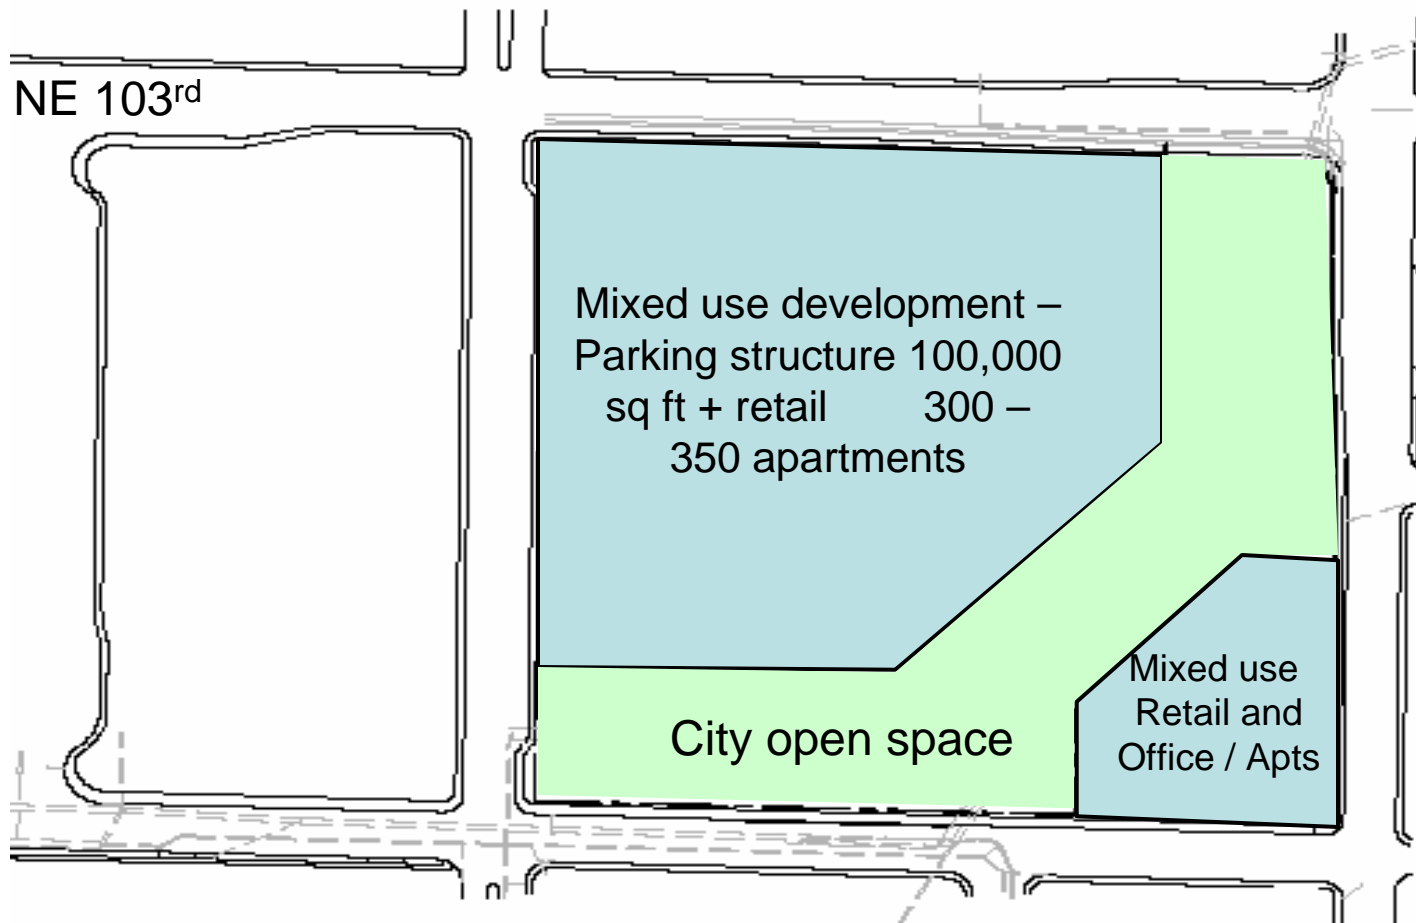 NE 103rd
Mixed use development –
Parking structure 100,000
sq ft + retail 300 –
350 apartments
Mixed use
Retail and
Office / Apts
City open space